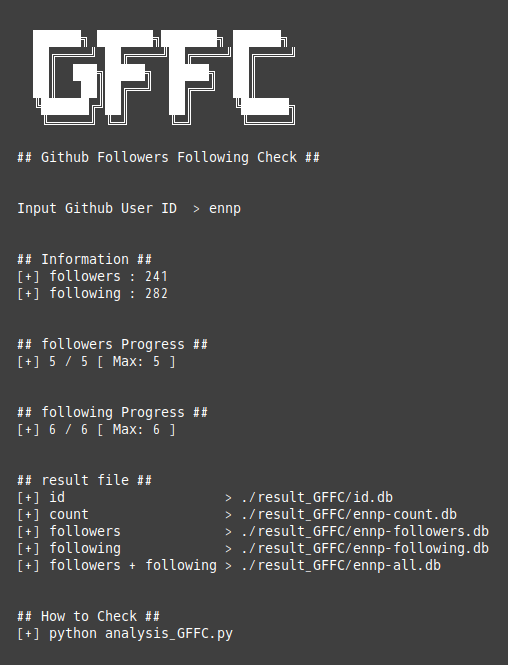 GFFC
## Github Followers Following Check ##
Input Github User ID  > ennp
## Information ##
[+] followers : 241
[+] following : 282
## followers Progress ##
[+] 5 / 5 [ Max: 5 ]
## following Progress ##
[+] 6 / 6 [ Max: 6 ]
## result file ##
[+] id                    > ./result_GFFC/id.db
[+] count                 > ./result_GFFC/ennp-count.db
[+] followers             > ./result_GFFC/ennp-followers.db
[+] following             > ./result_GFFC/ennp-following.db
[+] followers + following > ./result_GFFC/ennp-all.db
## How to Check ##
[+] python analysis_GFFC.py